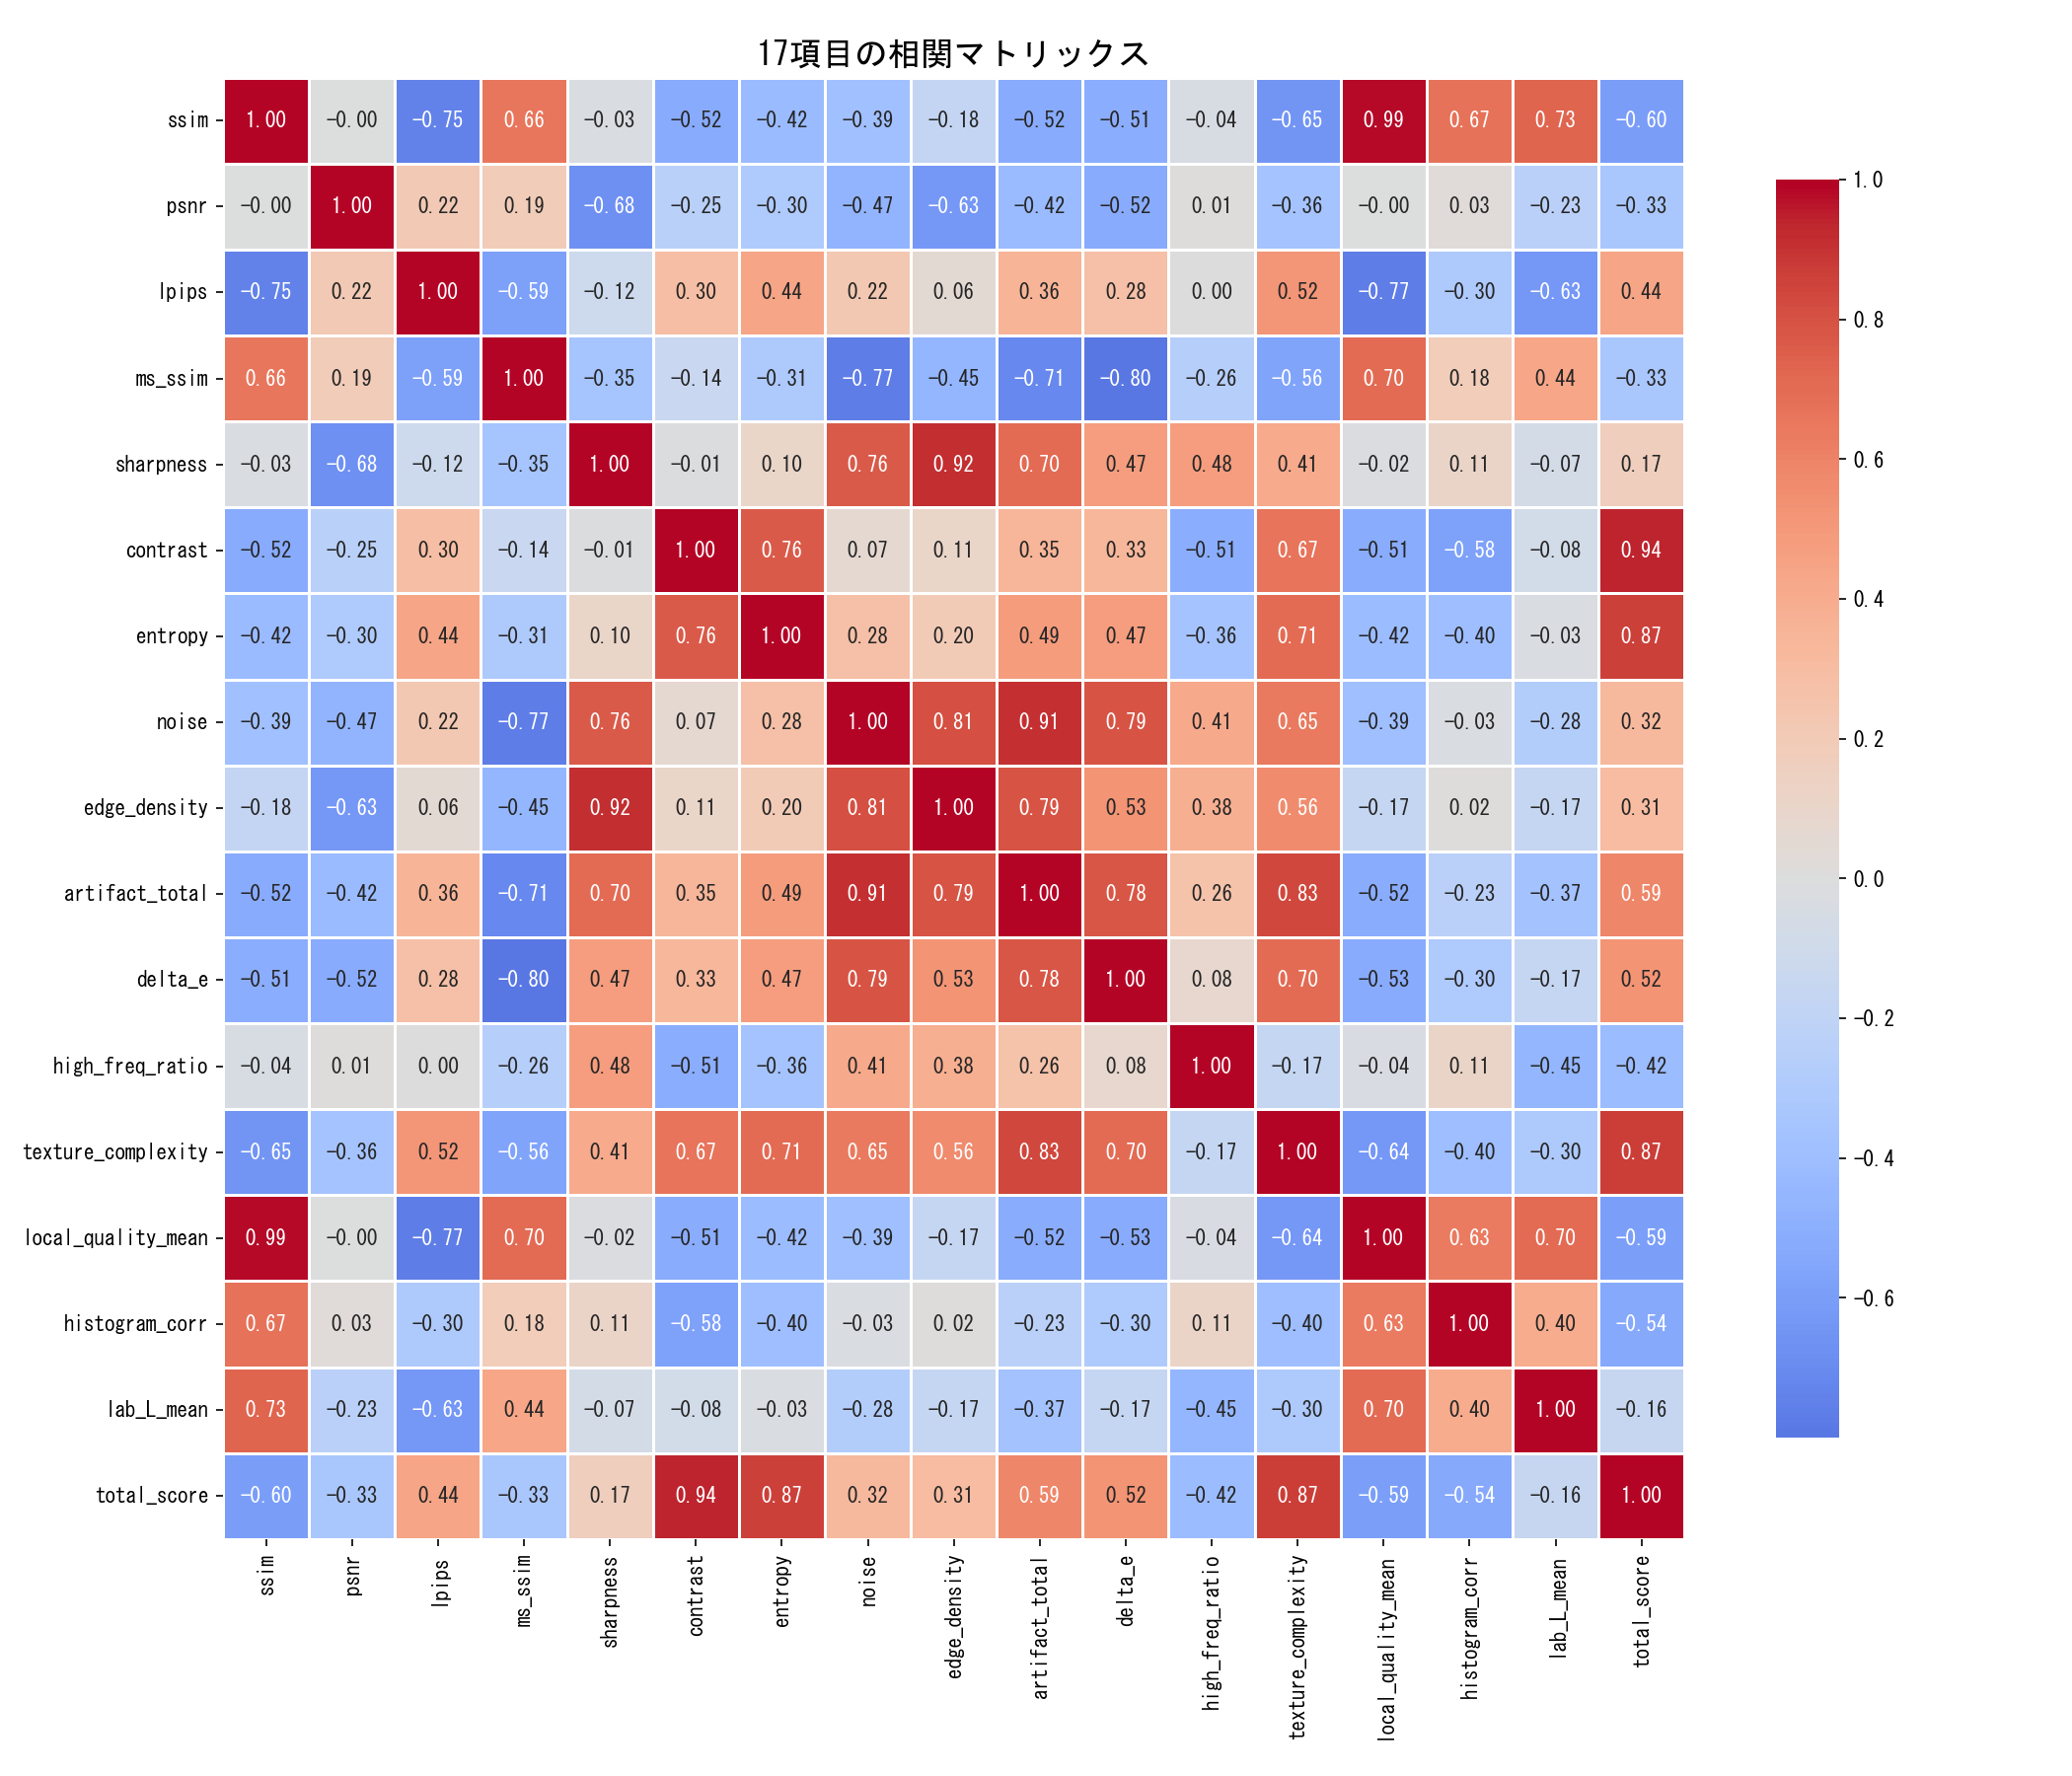 17項目の相関マトリックス
ssim 1.00 −0.00 −0.75 0.66 −0.03 −0.52 −0.42 −0.39 −0.18 −0.52 −0.51 −0.04 −0.65 0.99 0.67 0.73 −0.60
psnr −0.00 1.00 0.22 0.19 −0.68 −0.25 −0.30 −0.47 −0.63 −0.42 −0.52 0.01 −0.36 −0.00 0.03 −0.23 −0.33
lpips −0.75 0.22 1.00 −0.59 −0.12 0.30 0.44 0.22 0.06 0.36 0.28 0.00 0.52 −0.77 −0.30 −0.63 0.44
ms_ssim 0.66 0.19 −0.59 1.00 −0.35 −0.14 −0.31 −0.77 −0.45 −0.71 −0.80 −0.26 −0.56 0.70 0.18 0.44 −0.33
sharpness −0.03 −0.68 −0.12 −0.35 1.00 −0.01 0.10 0.76 0.92 0.70 0.47 0.48 0.41 −0.02 0.11 −0.07 0.17
contrast −0.52 −0.25 0.30 −0.14 −0.01 1.00 0.76 0.07 0.11 0.35 0.33 −0.51 0.67 −0.51 −0.58 −0.08 0.94
entropy −0.42 −0.30 0.44 −0.31 0.10 0.76 1.00 0.28 0.20 0.49 0.47 −0.36 0.71 −0.42 −0.40 −0.03 0.87
noise −0.39 −0.47 0.22 −0.77 0.76 0.07 0.28 1.00 0.81 0.91 0.79 0.41 0.65 −0.39 −0.03 −0.28 0.32
edge_density −0.18 −0.63 0.06 −0.45 0.92 0.11 0.20 0.81 1.00 0.79 0.53 0.38 0.56 −0.17 0.02 −0.17 0.31
artifact_total −0.52 −0.42 0.36 −0.71 0.70 0.35 0.49 0.91 0.79 1.00 0.78 0.26 0.83 −0.52 −0.23 −0.37 0.59
delta_e −0.51 −0.52 0.28 −0.80 0.47 0.33 0.47 0.79 0.53 0.78 1.00 0.08 0.70 −0.53 −0.30 −0.17 0.52
high_freq_ratio −0.04 0.01 0.00 −0.26 0.48 −0.51 −0.36 0.41 0.38 0.26 0.08 1.00 −0.17 −0.04 0.11 −0.45 −0.42
texture_complexity −0.65 −0.36 0.52 −0.56 0.41 0.67 0.71 0.65 0.56 0.83 0.70 −0.17 1.00 −0.64 −0.40 −0.30 0.87
local_quality_mean 0.99 −0.00 −0.77 0.70 −0.02 −0.51 −0.42 −0.39 −0.17 −0.52 −0.53 −0.04 −0.64 1.00 0.63 0.70 −0.59
histogram_corr 0.67 0.03 −0.30 0.18 0.11 −0.58 −0.40 −0.03 0.02 −0.23 −0.30 0.11 −0.40 0.63 1.00 0.40 −0.54
lab_L_mean 0.73 −0.23 −0.63 0.44 −0.07 −0.08 −0.03 −0.28 −0.17 −0.37 −0.17 −0.45 −0.30 0.70 0.40 1.00 −0.16
total_score −0.60 −0.33 0.44 −0.33 0.17 0.94 0.87 0.32 0.31 0.59 0.52 −0.42 0.87 −0.59 −0.54 −0.16 1.00
ssim
psnr
lpips
ms_ssim
sharpness
contrast
entropy
noise
edge_density
artifact_total
delta_e
high_freq_ratio
texture_complexity
local_quality_mean
histogram_corr
lab_L_mean
total_score
1.0
0.8
0.6
0.4
0.2
0.0
−0.2
−0.4
−0.6